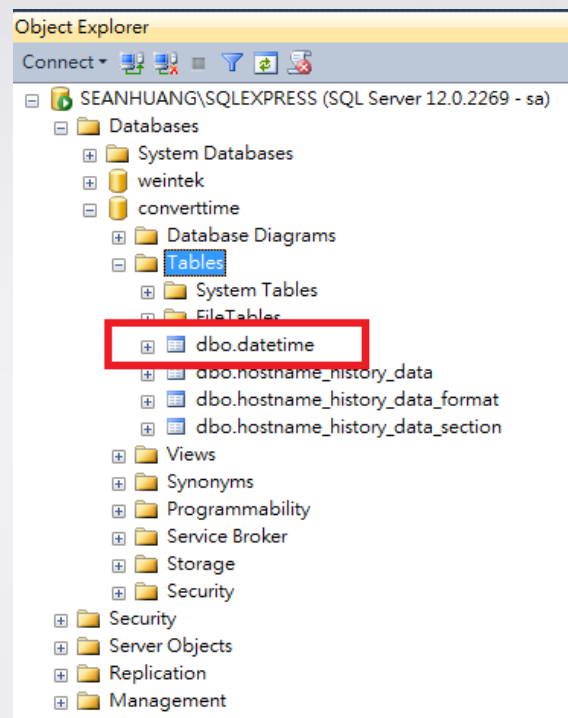 Object Explorer
Connect
SEANHUANG\SQLEXPRESS (SQL Server 12.0.2269 - sa)
Databases
System Databases
weintek
converttime
Database Diagrams
Tables
System Tables
FileTables
dbo.datetime
dbo.hostname_history_data
dbo.hostname_history_data_format
dbo.hostname_history_data_section
Views
Synonyms
Programmability
Service Broker
Storage
Security
Security
Server Objects
Replication
Management